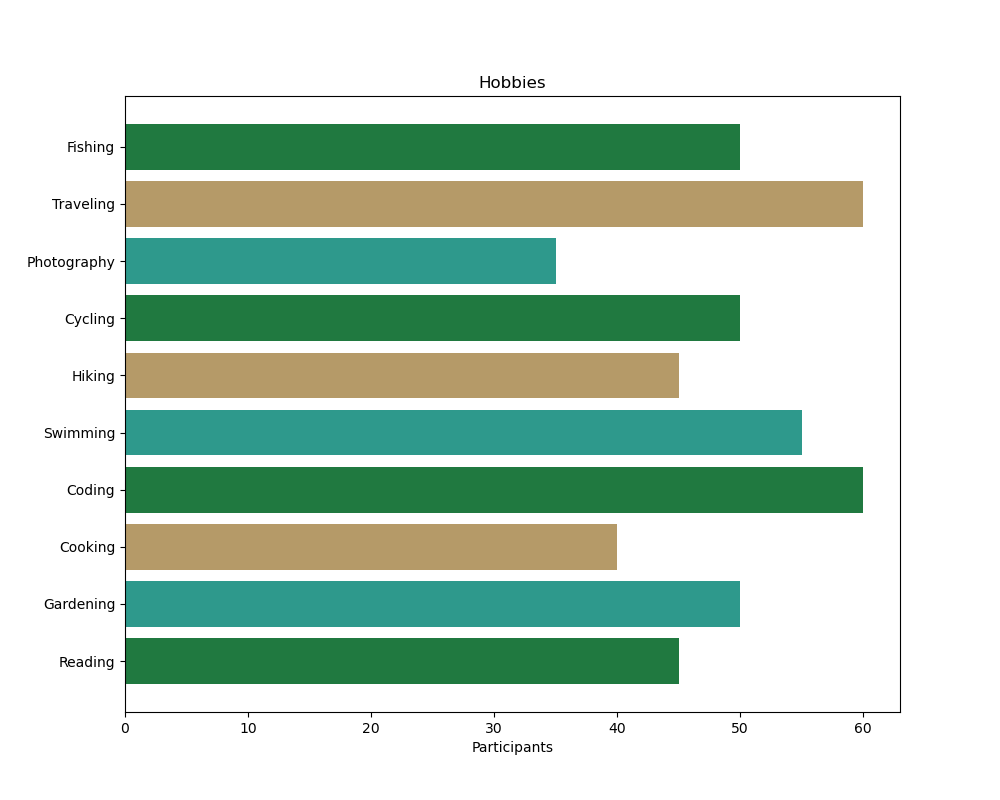 Hobbies
Fishing
Traveling
Photography
Cycling
Hiking
Swimming
Coding
Cooking
Gardening
Reading
0 10 20 30 40 50 60
Participants